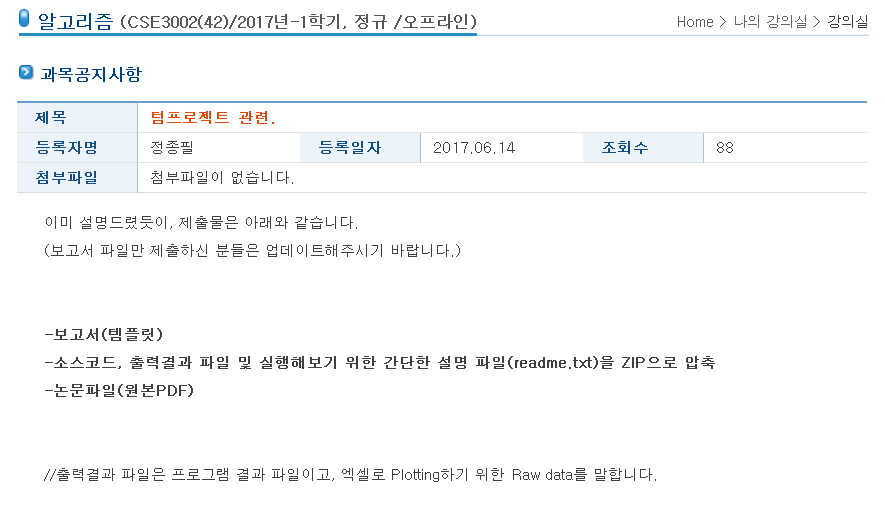 알고리즘 (CSE3002(42)/2017년-1학기, 정규 /오프라인)
Home > 나의 강의실 > 강의실
과목공지사항
제목 텀프로젝트 관련.
등록자명 정종필 등록일자 2017.06.14 조회수 88
첨부파일 첨부파일이 없습니다.
이미 설명드렸듯이, 제출물은 아래와 같습니다.
(보고서 파일만 제출하신 분들은 업데이트해주시기 바랍니다.)
-보고서(템플릿)
-소스코드, 출력결과 파일 및 실행해보기 위한 간단한 설명 파일(readme.txt)을 ZIP으로 압축
-논문파일(원본PDF)
//출력결과 파일은 프로그램 결과 파일이고, 엑셀로 Plotting하기 위한 Raw data를 말합니다.